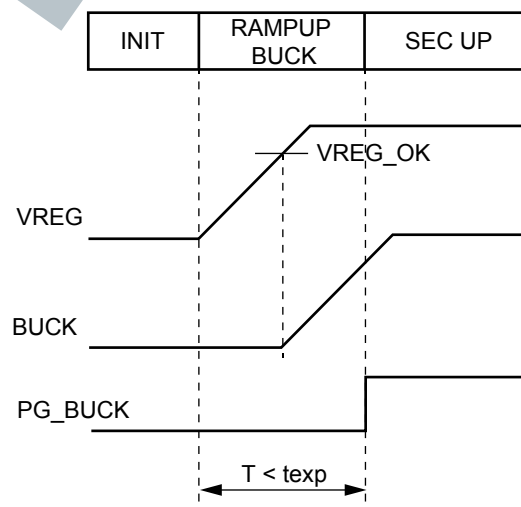 INIT
RAMPUP
BUCK
SEC UP
VREG_OK
VREG
BUCK
PG_BUCK
T < texp